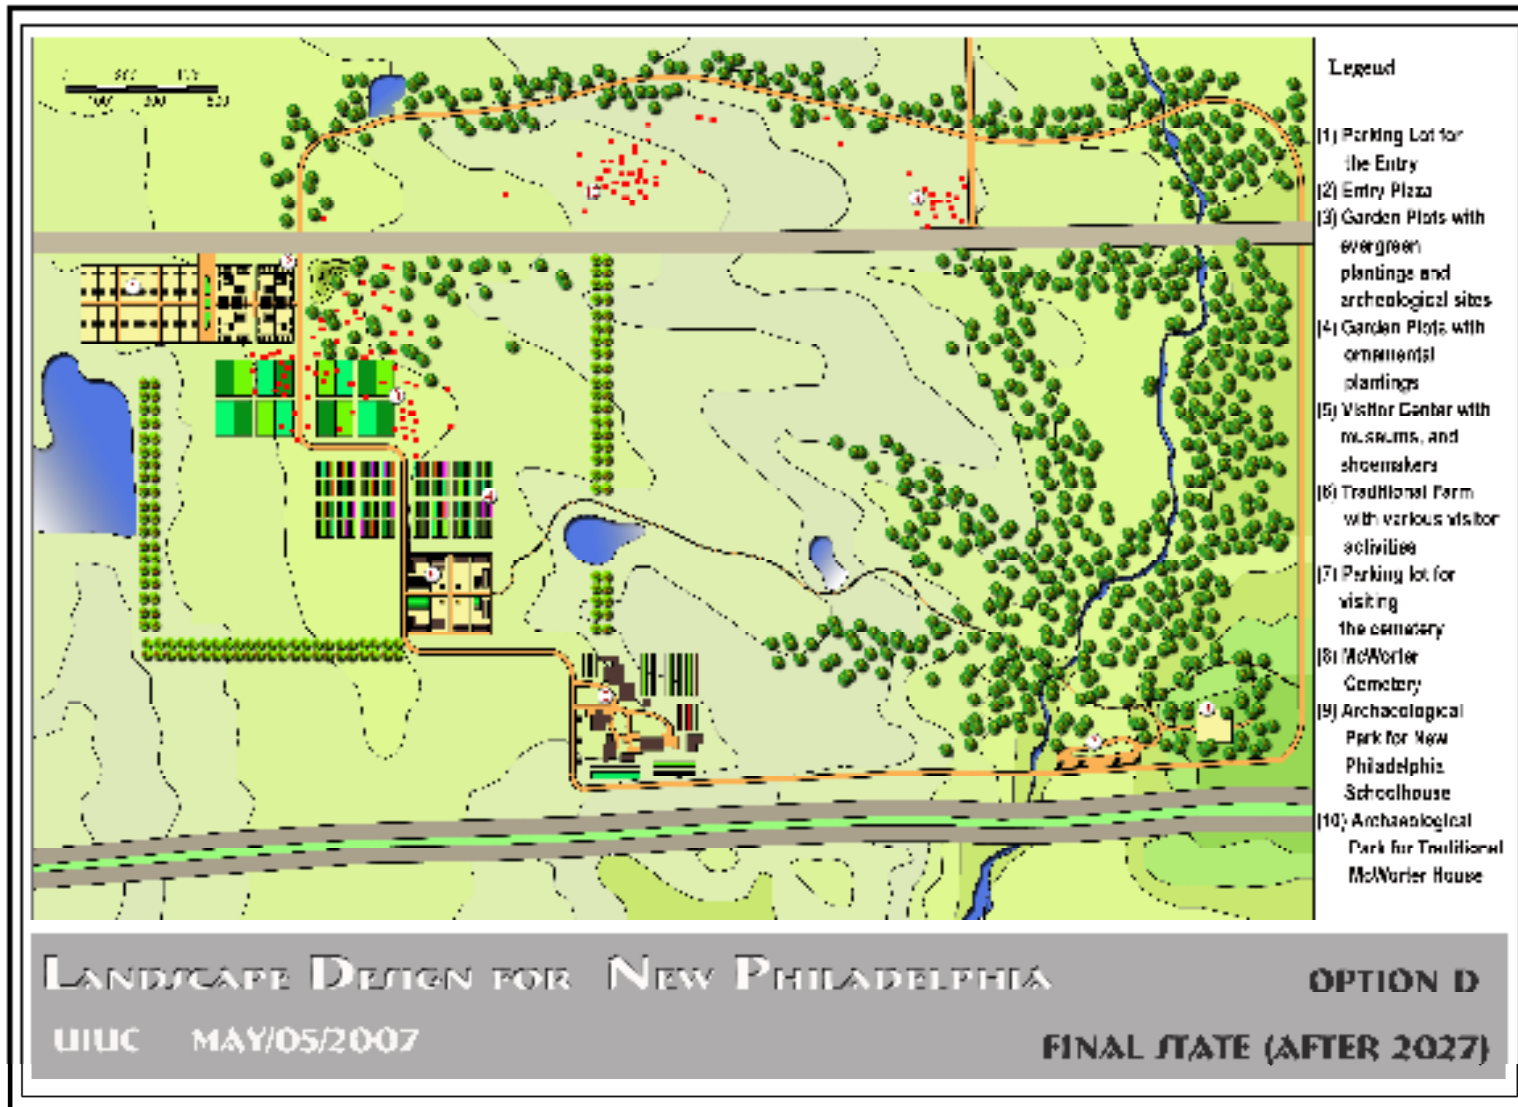 Legend
(1) Parking Lot for
the Entry
(2) Entry Plaza
(3) Garden Plots with
evergreen
plantings and
archeological sites
(4) Garden Plots with
ornamental
plantings
(5) Visitor Center with
museums, and
shoemakers
(6) Traditional Farm
with various visitor
activities
(7) Parking lot for
visiting
the cemetery
(8) McWorter
Cemetery
(9) Archaeological
Park for New
Philadelphia
Schoolhouse
(10) Archaeological
Park for Traditional
McWorter House
LANDSCAPE DESIGN FOR NEW PHILADELPHIA
OPTION D
UIUC MAY/05/2007
FINAL STATE (AFTER 2027)